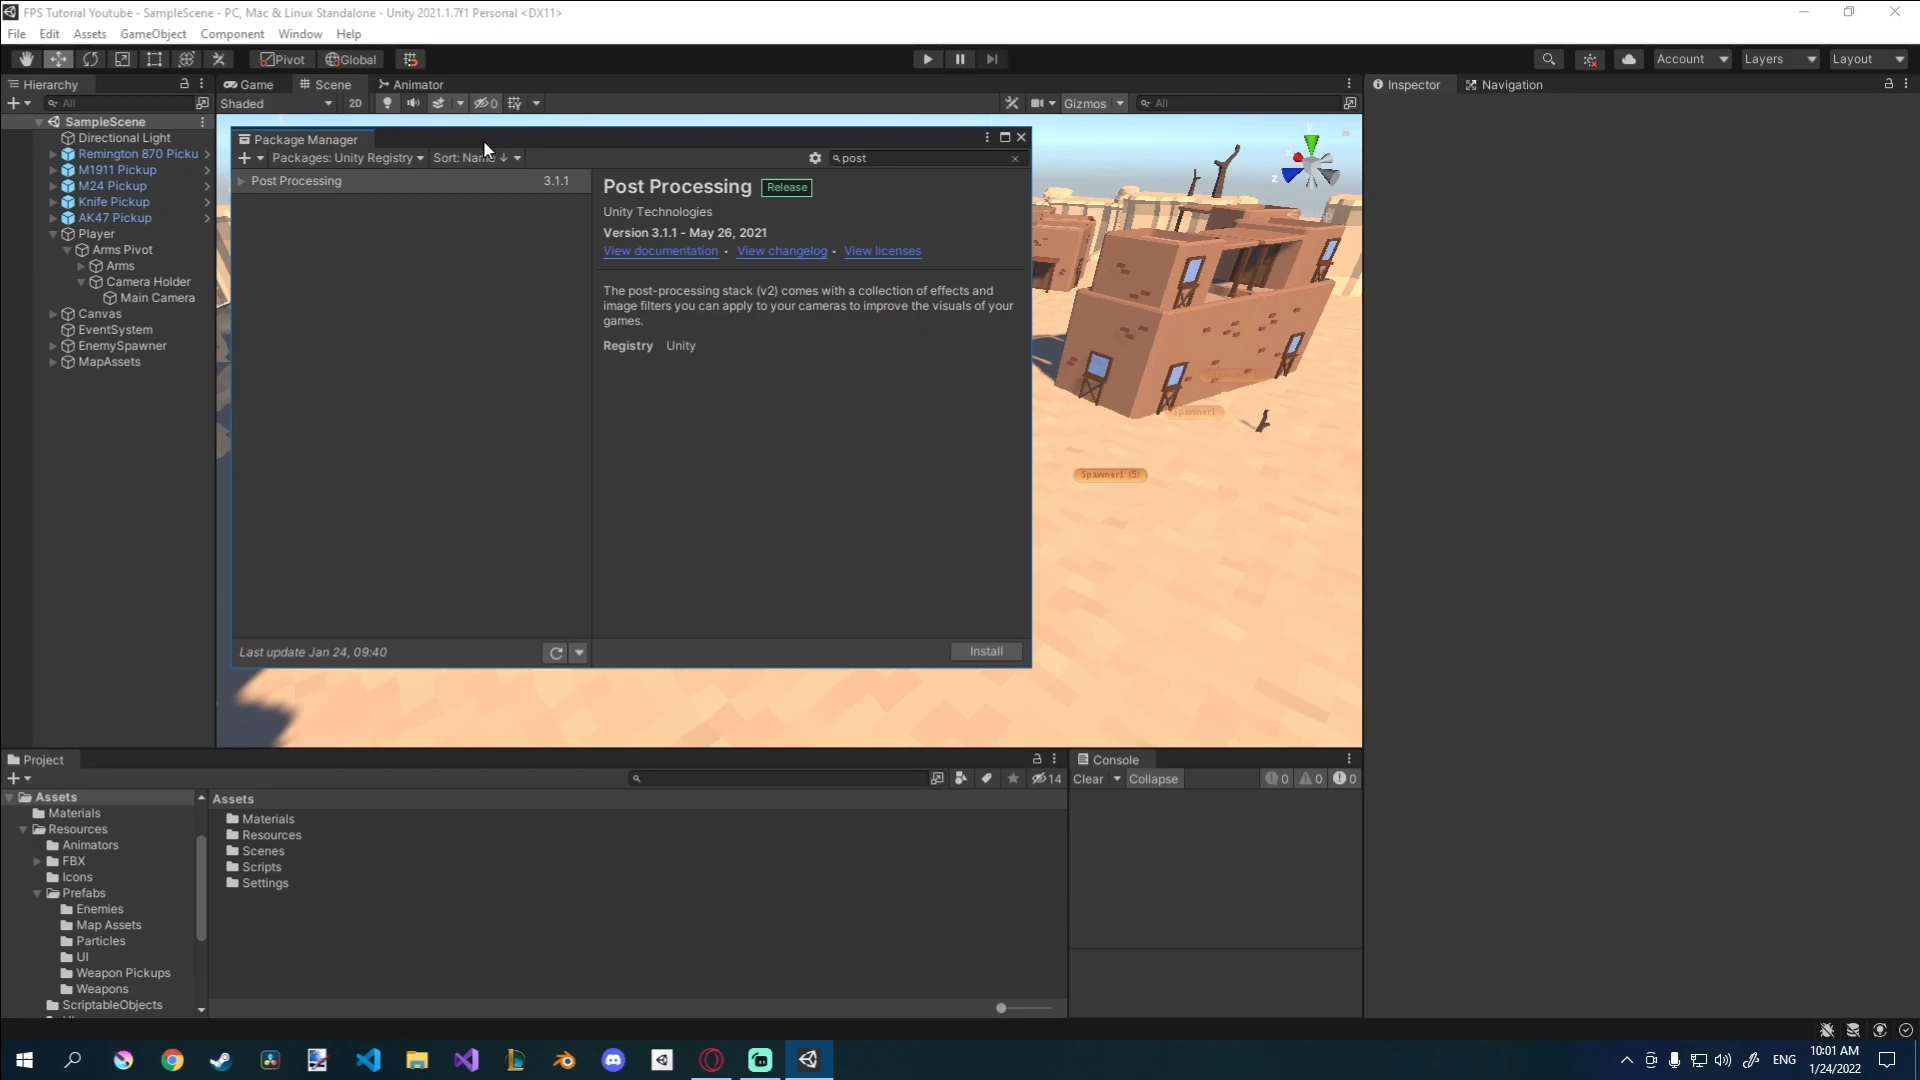 FPS Tutorial Youtube - SampleScene - PC, Mac & Linux Standalone - Unity 2021.1.7f1 Personal <DX11>
File Edit Assets GameObject Component Window Help
Pivot Global Account Layers Layout
Hierarchy
All
SampleScene
Directional Light
Remington 870 Picku
M1911 Pickup
M24 Pickup
Knife Pickup
AK47 Pickup
Player
Arms Pivot
Arms
Camera Holder
Main Camera
Canvas
EventSystem
EnemySpawner
MapAssets
Game Scene Animator
Shaded 2D 0 Gizmos All
Package Manager
Packages: Unity Registry Sort: Name ↓ post
Post Processing 3.1.1
Last update Jan 24, 09:40
Post Processing Release
Unity Technologies
Version 3.1.1 - May 26, 2021
View documentation • View changelog • View licenses
The post-processing stack (v2) comes with a collection of effects and
image filters you can apply to your cameras to improve the visuals of your
games.
Registry Unity
Install
y
z
Spawner1
Spawner1 (5)
Inspector Navigation
Project
14
Assets
Materials
Resources
Animators
FBX
Icons
Prefabs
Enemies
Map Assets
Particles
UI
Weapon Pickups
Weapons
ScriptableObjects
Assets
Materials
Resources
Scenes
Scripts
Settings
Console
Clear Collapse 0 0 0
ENG
10:01 AM
1/24/2022